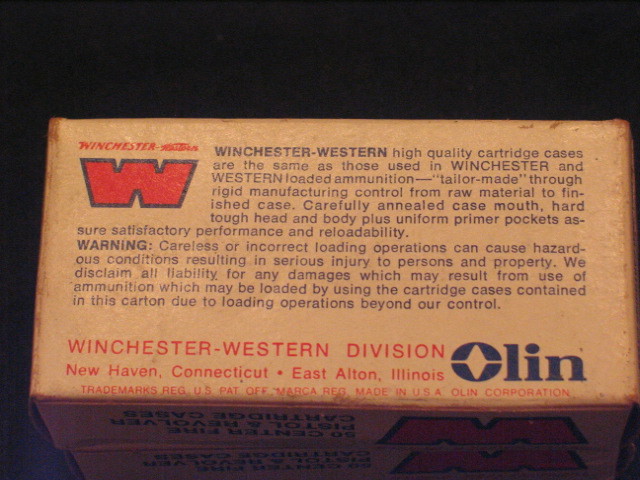 WINCHESTER-Western
W
WINCHESTER-WESTERN high quality cartridge cases
are the same as those used in WINCHESTER and
WESTERN loaded ammunition—"tailor-made" through
rigid manufacturing control from raw material to fin-
ished case. Carefully annealed case mouth, hard
tough head and body plus uniform primer pockets as-
sure satisfactory performance and reloadability.
WARNING: Careless or incorrect loading operations can cause hazard-
ous conditions resulting in serious injury to persons and property. We
disclaim all liability for any damages which may result from use of
ammunition which may be loaded by using the cartridge cases contained
in this carton due to loading operations beyond our control.
WINCHESTER-WESTERN DIVISION
New Haven, Connecticut • East Alton, Illinois
Olin
TRADEMARKS REG. U.S. PAT. OFF. MARCA REG. MADE IN U.S.A. OLIN CORPORATION
50 CENTER FIRE
PISTOL & REVOLVER
CARTRIDGE CASES
W
50 CENTER FIRE
PISTOL & REVOLVER
CARTRIDGE CASES
W